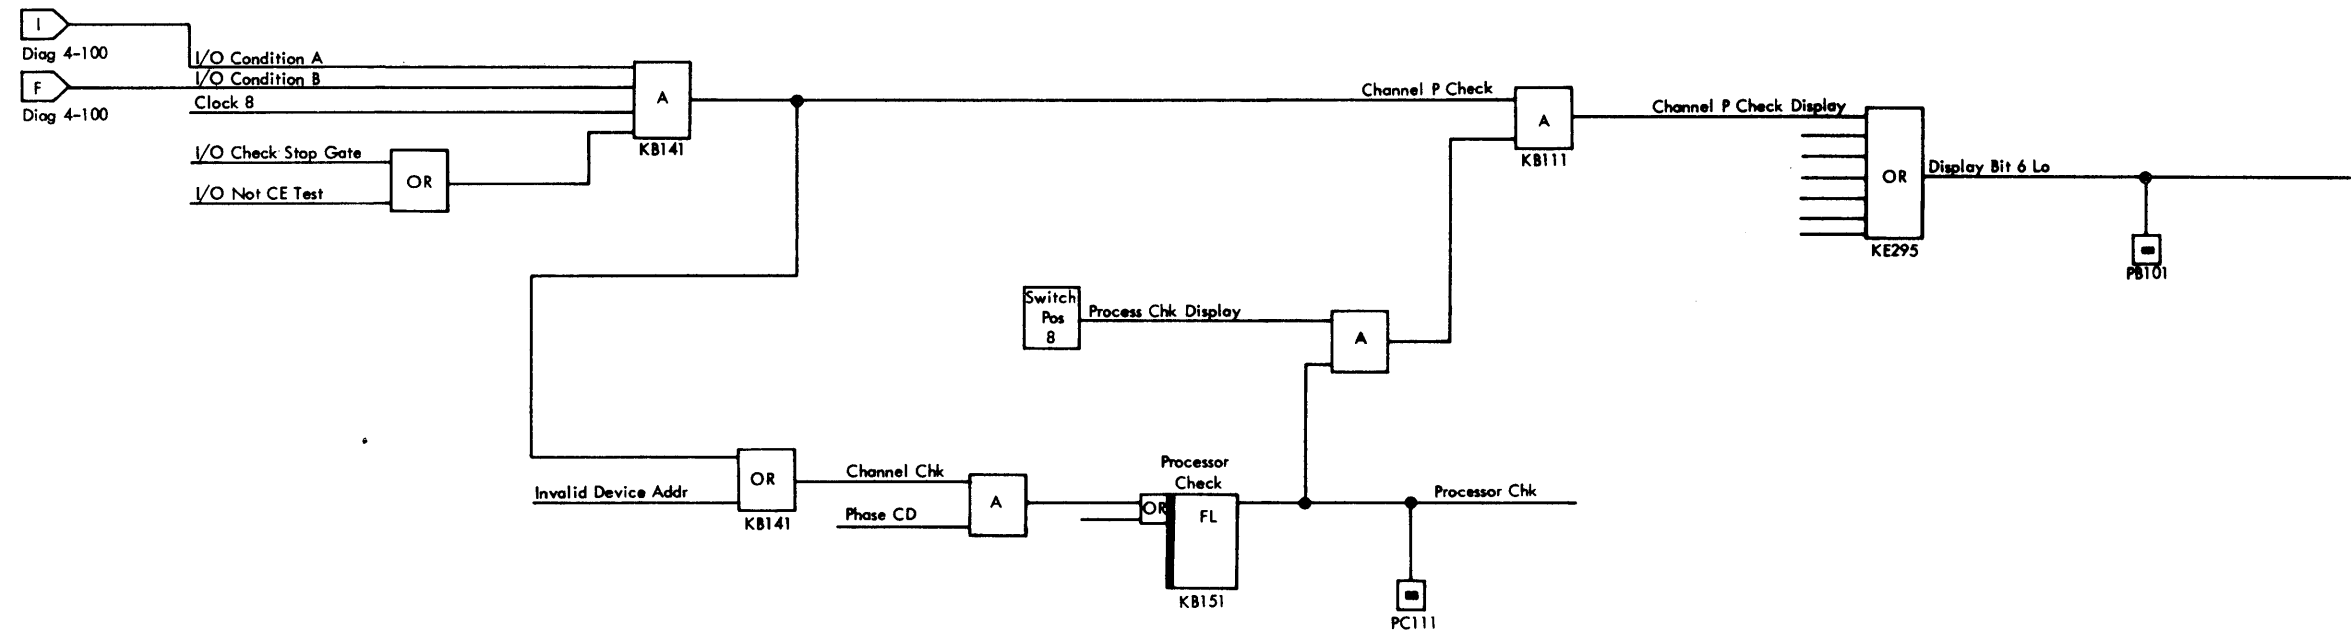 I
Diag 4-100
I/O Condition A
F
I/O Condition B
Diag 4-100
Clock 8
A
KB141
I/O Check Stop Gate
I/O Not CE Test
OR
Channel P Check
A
KB111
Channel P Check Display
OR
KE295
Display Bit 6 Lo
PB101
Switch
Pos
8
Process Chk Display
A
Invalid Device Addr
OR
KB141
Channel Chk
Phase CD
A
Processor
Check
OR
FL
KB151
Processor Chk
PC111